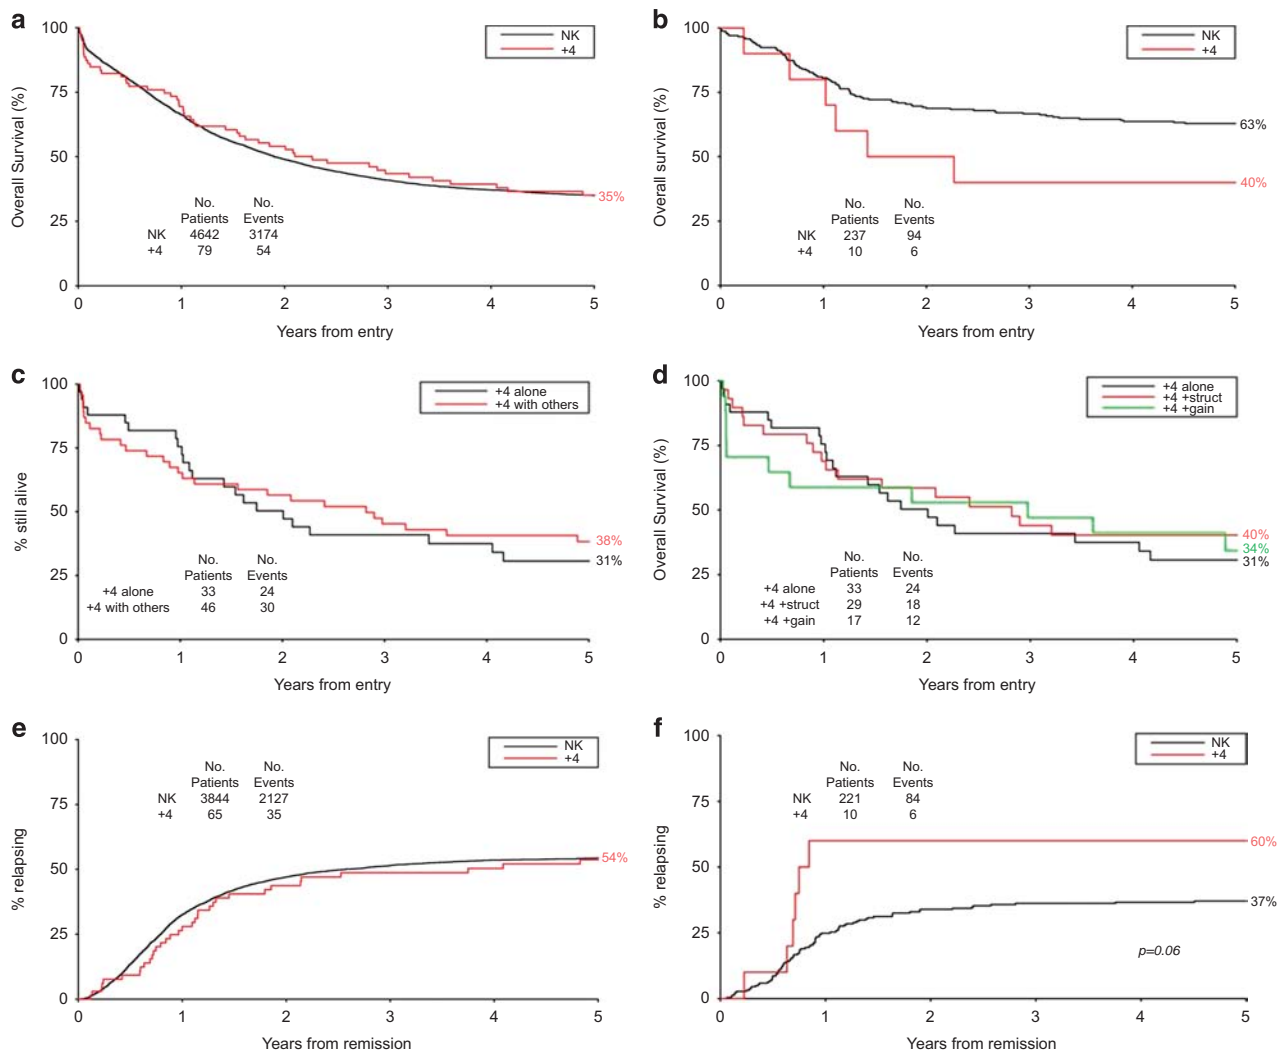 a
100
75
50
25
0
Overall Survival (%)
NK
+4
35%
No. No.
Patients Events
NK 4642 3174
+4 79 54
0 1 2 3 4 5
Years from entry
b
100
75
50
25
0
Overall survival (%)
NK
+4
63%
40%
No. No.
Patients Events
NK 237 94
+4 10 6
0 1 2 3 4 5
Years from entry
c
100
75
50
25
0
% still alive
+4 alone
+4 with others
38%
31%
No. No.
Patients Events
+4 alone 33 24
+4 with others 46 30
0 1 2 3 4 5
Years from entry
d
100
75
50
25
0
Overall Survival (%)
+4 alone
+4 +struct
+4 +gain
40%
34%
31%
No. No.
Patients Events
+4 alone 33 24
+4 +struct 29 18
+4 +gain 17 12
0 1 2 3 4 5
Years from entry
e
100
75
50
25
0
% relapsing
NK
+4
No. No.
Patients Events
NK 3844 2127
+4 65 35
54%
0 1 2 3 4 5
Years from remission
f
100
75
50
25
0
% relapsing
NK
+4
No. No.
Patients Events
NK 221 84
+4 10 6
60%
37%
p=0.06
0 1 2 3 4 5
Years from remission